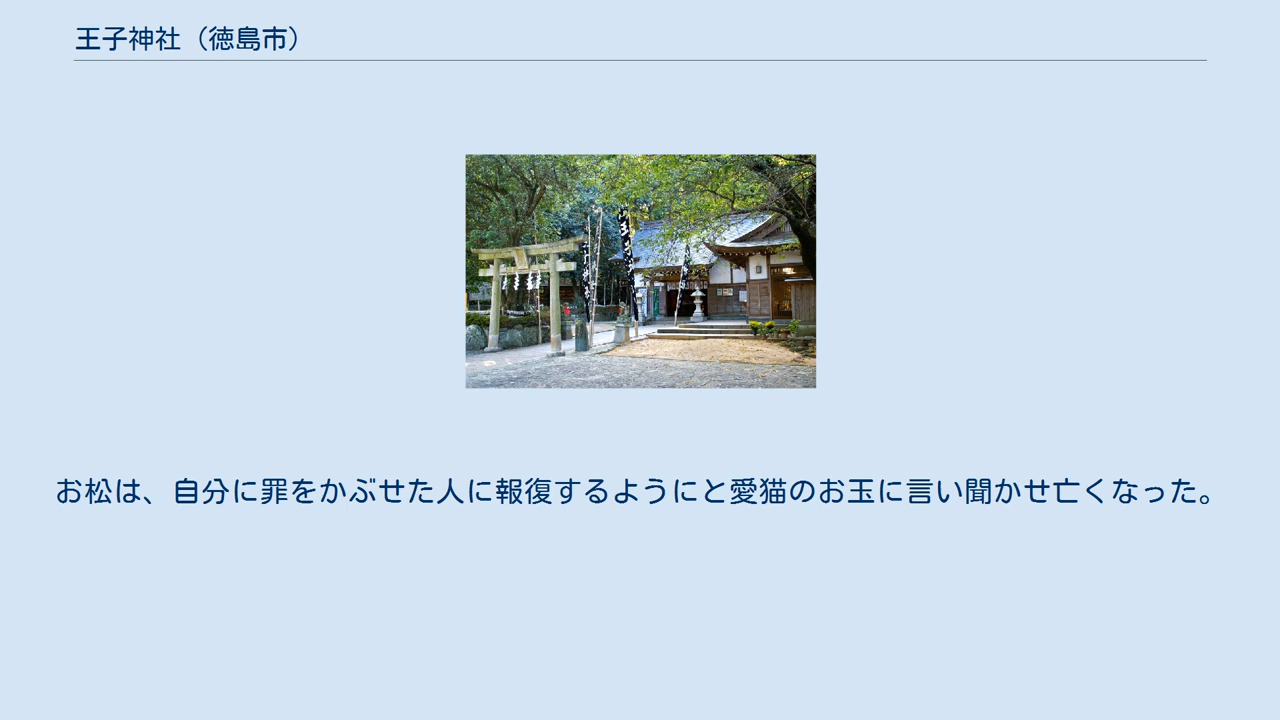 王子神社（徳島市）
お松は、自分に罪をかぶせた人に報復するようにと愛猫のお玉に言い聞かせ亡くなった。